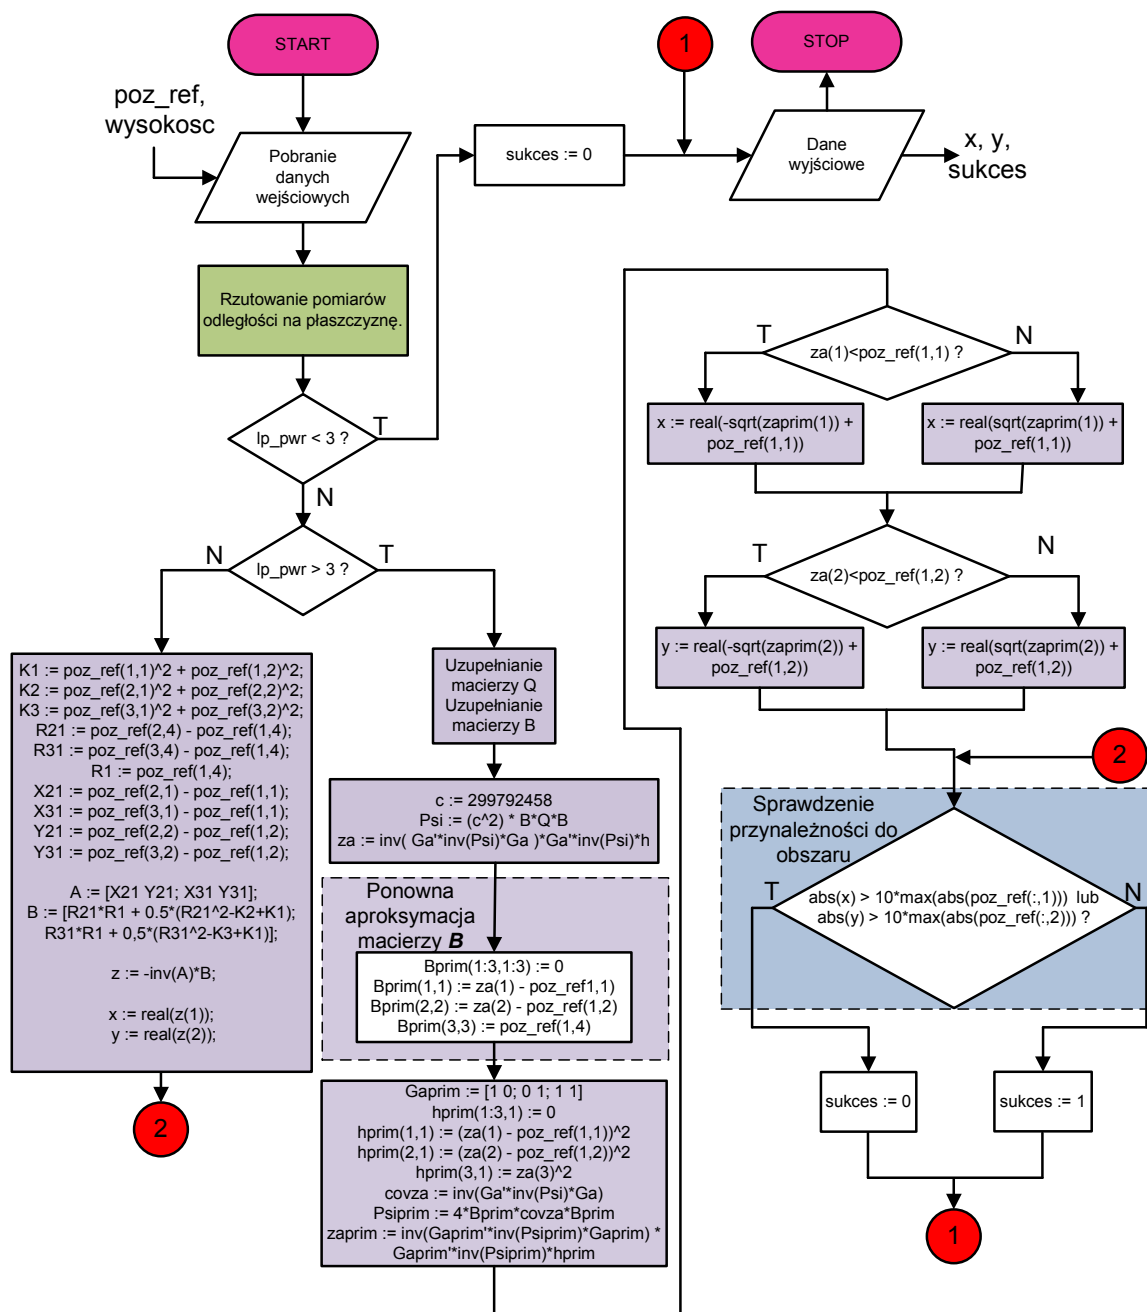 START
1
STOP
poz_ref,
wysokosc
Pobranie
danych
wejściowych
sukces := 0
Dane
wyjściowe
x, y,
sukces
Rzutowanie pomiarów
odległości na płaszczyznę.
lp_pwr < 3 ?
T
N
lp_pwr > 3 ?
N
T
K1 := poz_ref(1,1)^2 + poz_ref(1,2)^2;
K2 := poz_ref(2,1)^2 + poz_ref(2,2)^2;
K3 := poz_ref(3,1)^2 + poz_ref(3,2)^2;
R21 := poz_ref(2,4) - poz_ref(1,4);
R31 := poz_ref(3,4) - poz_ref(1,4);
R1 := poz_ref(1,4);
X21 := poz_ref(2,1) - poz_ref(1,1);
X31 := poz_ref(3,1) - poz_ref(1,1);
Y21 := poz_ref(2,2) - poz_ref(1,2);
Y31 := poz_ref(3,2) - poz_ref(1,2);
A := [X21 Y21; X31 Y31];
B := [R21*R1 + 0.5*(R21^2-K2+K1);
R31*R1 + 0,5*(R31^2-K3+K1)];
z := -inv(A)*B;
x := real(z(1));
y := real(z(2));
2
Uzupełnianie
macierzy Q
Uzupełnianie
macierzy B
c := 299792458
Psi := (c^2) * B*Q*B
za := inv( Ga'*inv(Psi)*Ga )*Ga'*inv(Psi)*h
Ponowna
aproksymacja
macierzy B
Bprim(1:3,1:3) := 0
Bprim(1,1) := za(1) - poz_ref1,1)
Bprim(2,2) := za(2) - poz_ref(1,2)
Bprim(3,3) := poz_ref(1,4)
Gaprim := [1 0; 0 1; 1 1]
hprim(1:3,1) := 0
hprim(1,1) := (za(1) - poz_ref(1,1))^2
hprim(2,1) := (za(2) - poz_ref(1,2))^2
hprim(3,1) := za(3)^2
covza := inv(Ga'*inv(Psi)*Ga)
Psiprim := 4*Bprim*covza*Bprim
zaprim := inv(Gaprim'*inv(Psiprim)*Gaprim) *
Gaprim'*inv(Psiprim)*hprim
za(1)<poz_ref(1,1) ?
T
N
x := real(-sqrt(zaprim(1)) +
poz_ref(1,1))
x := real(sqrt(zaprim(1)) +
poz_ref(1,1))
za(2)<poz_ref(1,2) ?
T
N
y := real(-sqrt(zaprim(2)) +
poz_ref(1,2))
y := real(sqrt(zaprim(2)) +
poz_ref(1,2))
2
Sprawdzenie
przynależności do
obszaru
T
N
abs(x) > 10*max(abs(poz_ref(:,1))) lub
abs(y) > 10*max(abs(poz_ref(:,2))) ?
sukces := 0
sukces := 1
1